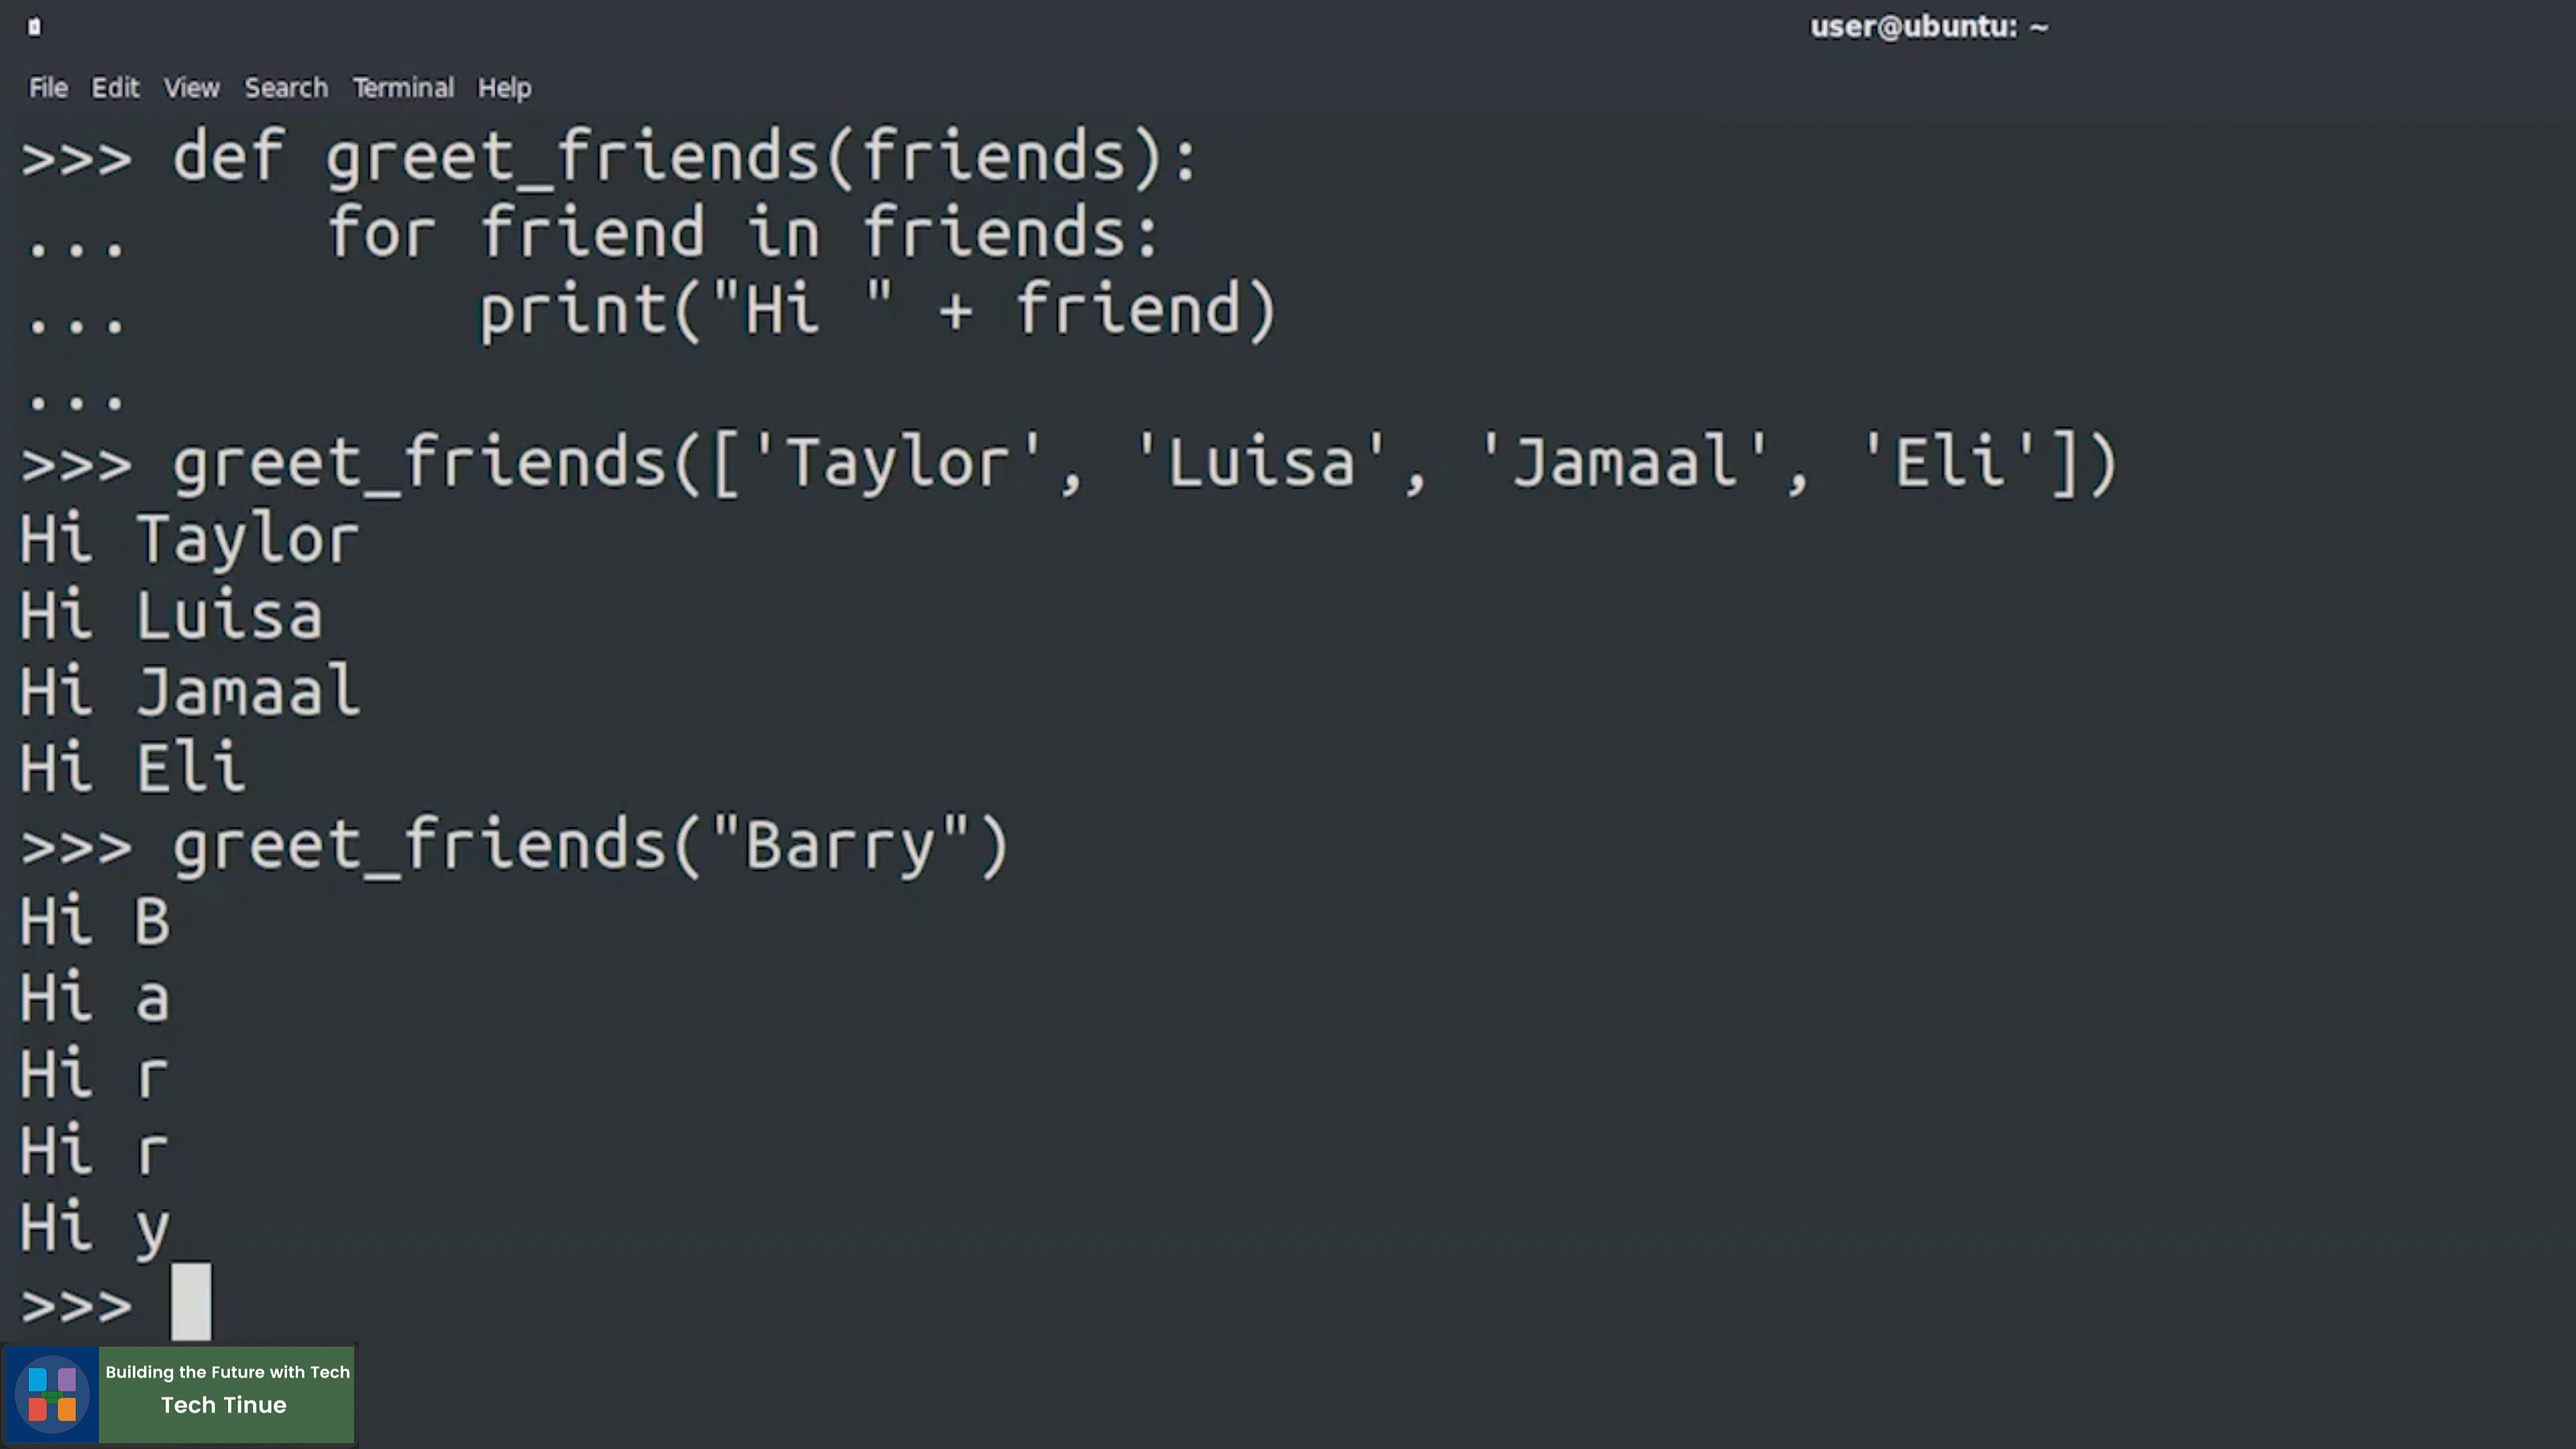 user@ubuntu: ~
File Edit View Search Terminal Help
>>> def greet_friends(friends):
...     for friend in friends:
...         print("Hi " + friend)
...
>>> greet_friends(['Taylor', 'Luisa', 'Jamaal', 'Eli'])
Hi Taylor
Hi Luisa
Hi Jamaal
Hi Eli
>>> greet_friends("Barry")
Hi B
Hi a
Hi r
Hi r
Hi y
>>>
Building the Future with Tech
Tech Tinue